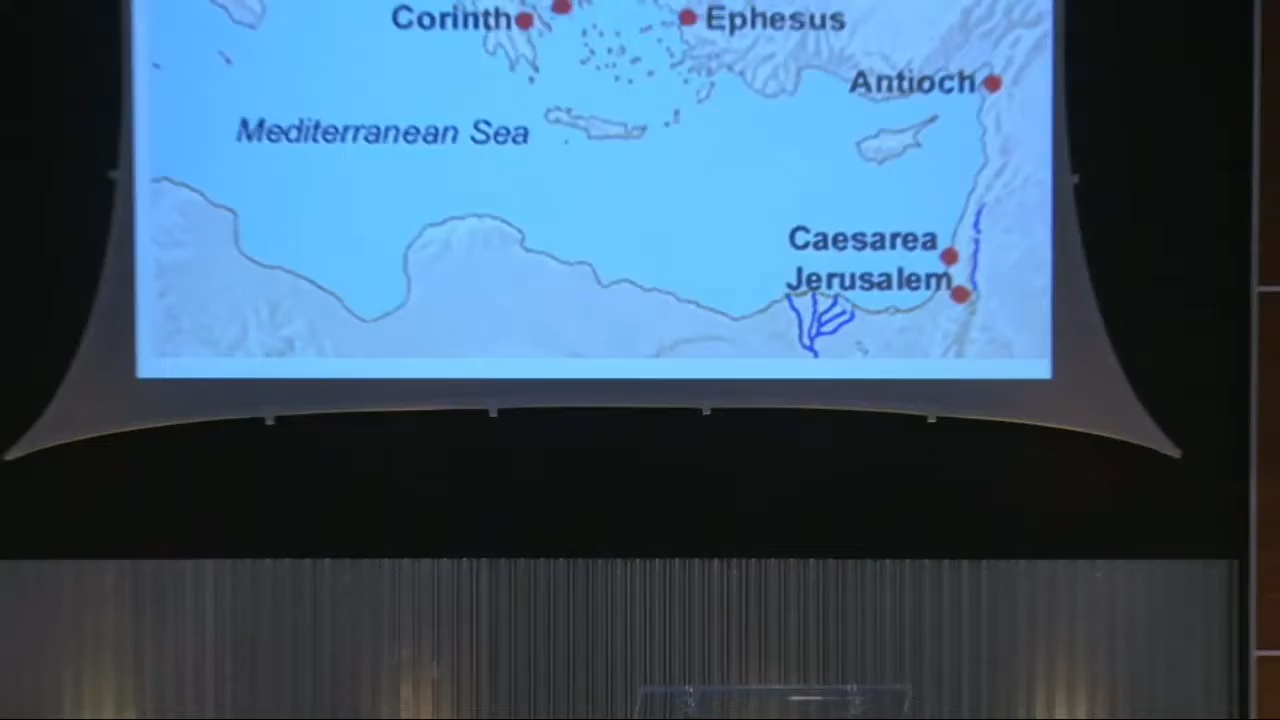 Corinth
Ephesus
Antioch
Mediterranean Sea
Caesarea
Jerusalem